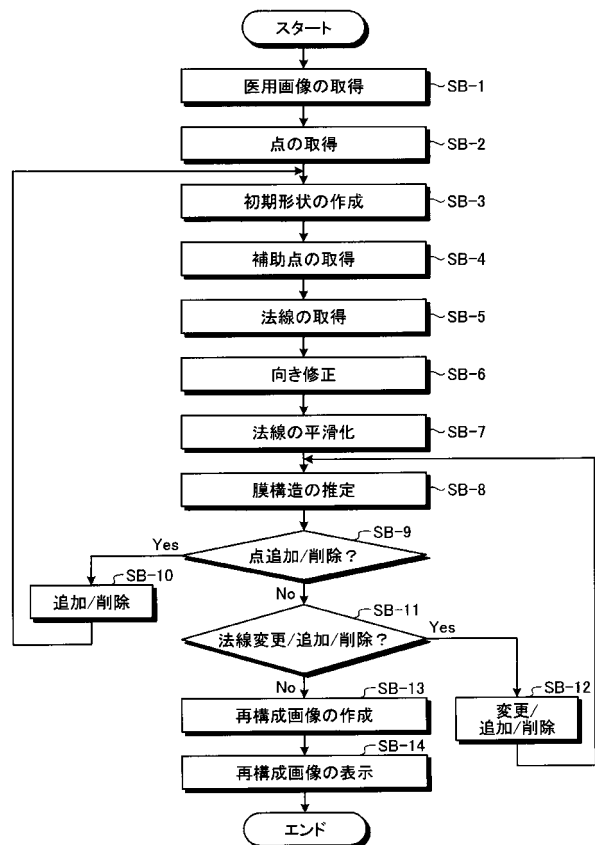 スタート
医用画像の取得
SB-1
点の取得
SB-2
初期形状の作成
SB-3
補助点の取得
SB-4
法線の取得
SB-5
向き修正
SB-6
法線の平滑化
SB-7
膜構造の推定
SB-8
SB-9
点追加/削除?
Yes
No
SB-10
追加/削除
SB-11
法線変更/追加/削除?
Yes
No
SB-12
変更/
追加/削除
SB-13
再構成画像の作成
SB-14
再構成画像の表示
エンド